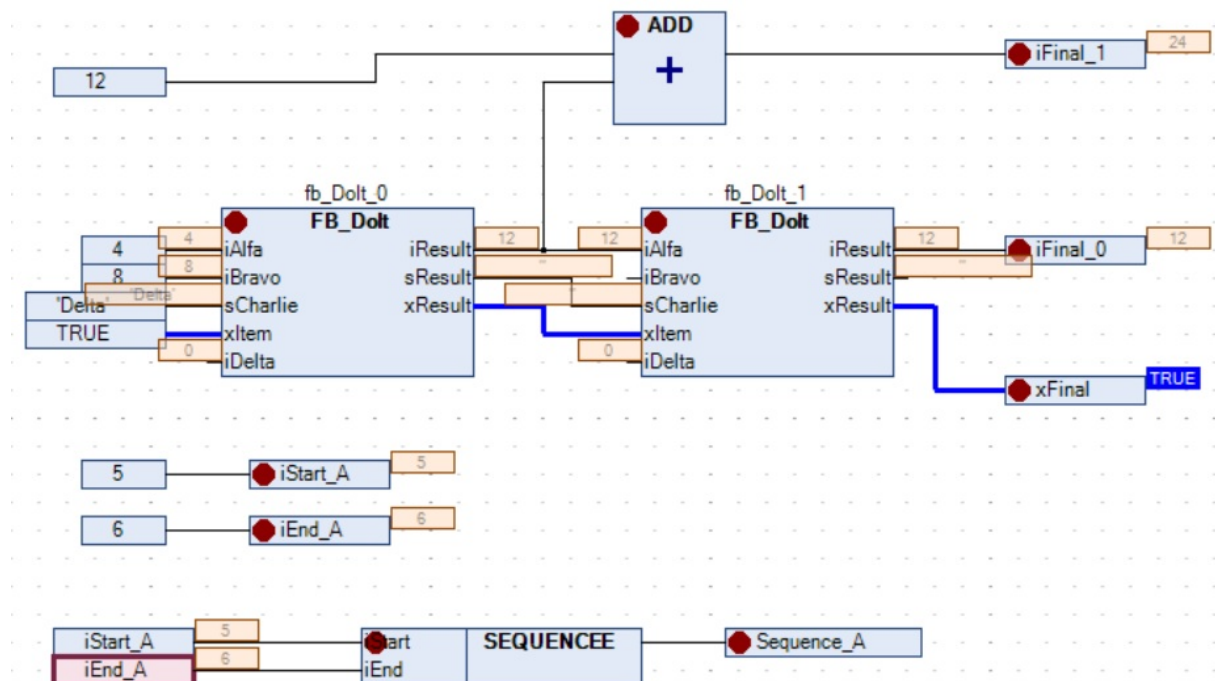 ADD
24
iFinal_1
12
+
fb_DoIt_0 fb_DoIt_1
FB_DoIt FB_DoIt
4 4 iAlfa iResult 12 12 iAlfa iResult 12 iFinal_0 12
8 8 iBravo sResult '' iBravo sResult ''
'Delta' 'Delta' sCharlie xResult '' sCharlie xResult
TRUE xItem xItem
0 iDelta 0 iDelta
xFinal TRUE
5 iStart_A 5
6 iEnd_A 6
iStart_A 5 iStart SEQUENCEE Sequence_A
iEnd_A 6 iEnd